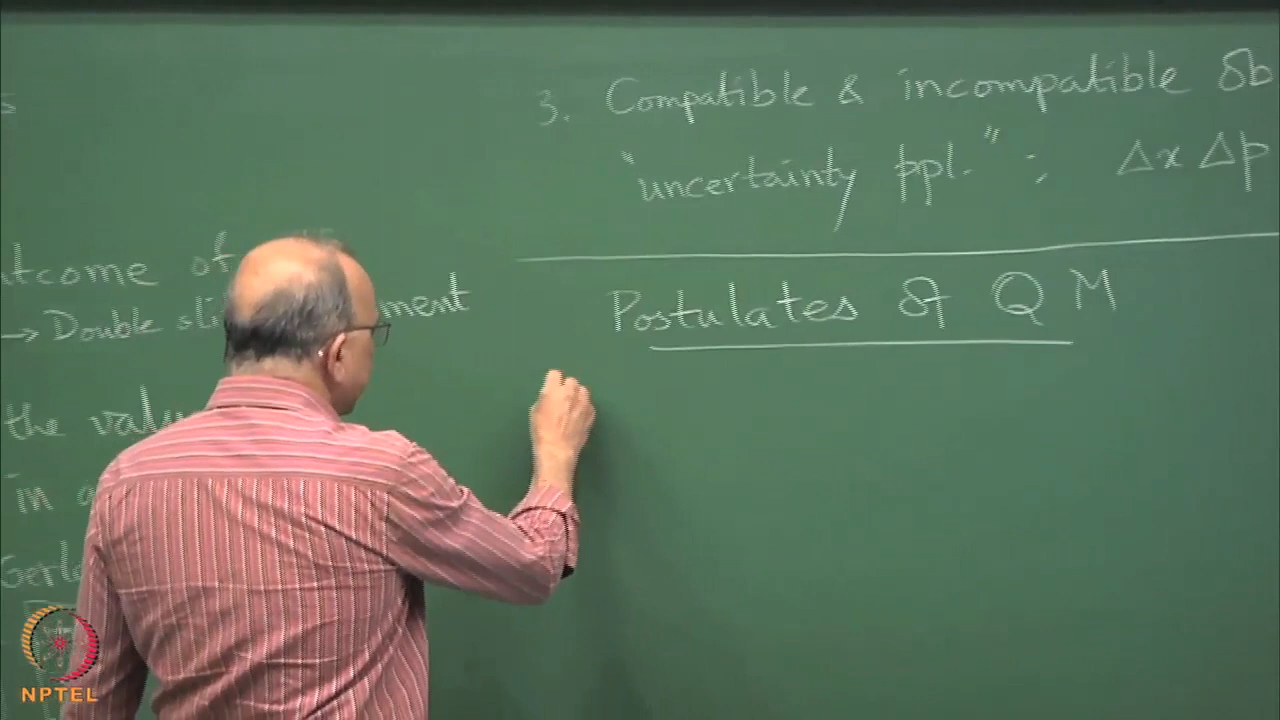 s
tcome of
→ Double sli ment
the valu
in a
Gerla
3. Compatible & incompatible Ob
"uncertainty ppl." ; Δx Δp
Postulates of QM
NPTEL